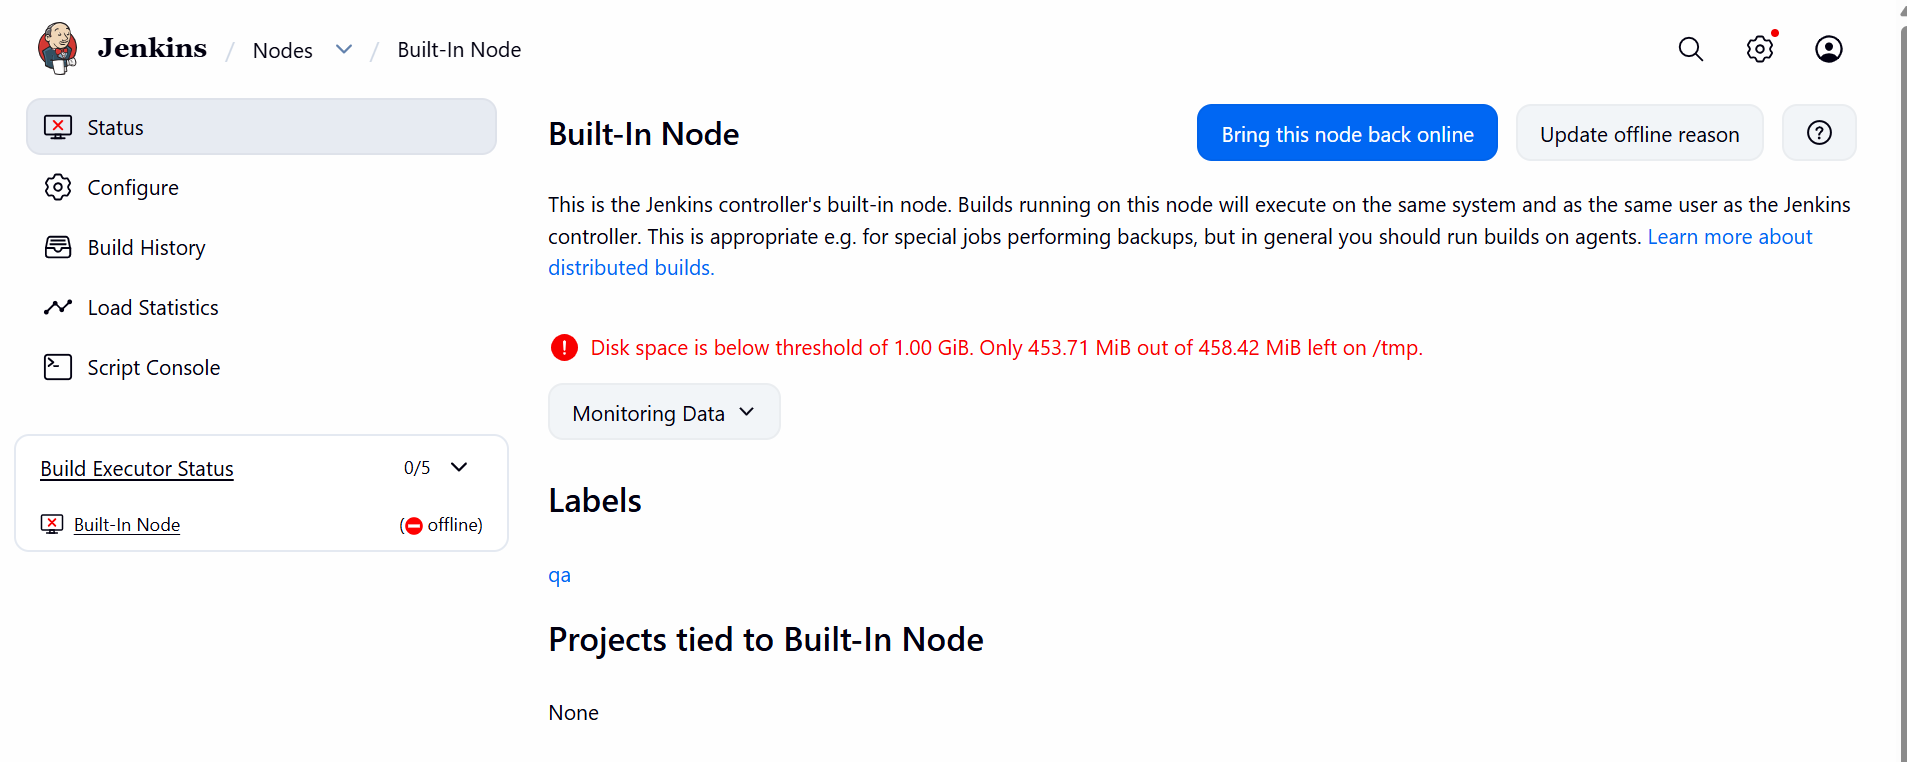 Jenkins / Nodes / Built-In Node
Status
Configure
Build History
Load Statistics
Script Console
Build Executor Status 0/5
Built-In Node (offline)
Built-In Node
Bring this node back online
Update offline reason
This is the Jenkins controller's built-in node. Builds running on this node will execute on the same system and as the same user as the Jenkins
controller. This is appropriate e.g. for special jobs performing backups, but in general you should run builds on agents. Learn more about
distributed builds.
Disk space is below threshold of 1.00 GiB. Only 453.71 MiB out of 458.42 MiB left on /tmp.
Monitoring Data
Labels
qa
Projects tied to Built-In Node
None